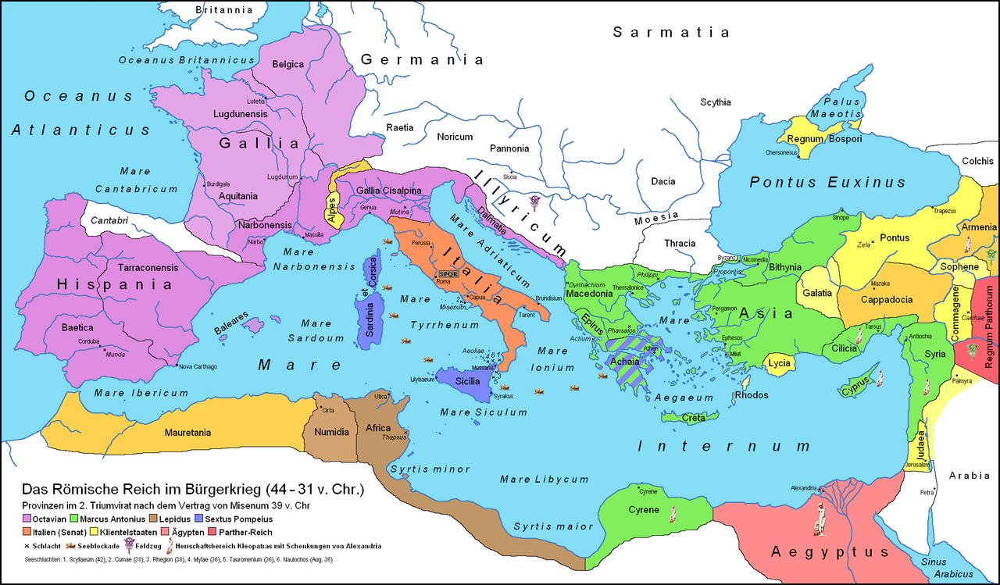 Britannia
Sarmatia
Oceanus Britannicus
Germania
Belgica
Oceanus
Atlanticus
Lutetia
Lugdunensis
Gallia
Scythia
Palus
Maeotis
Raetia
Noricum
Pannonia
Regnum Bospori
Chersonesus
Colchis
Mare
Cantabricum
Burdigala
Lugdunum
Aquitania
Gallia Cisalpina
Siscia
Illyricum
Dacia
Pontus Euxinus
Cantabri
Narbonensis
Alpes
Genua
Mutina
Dalmatia
Moesia
Sinope
Trapezus
Narbo
Massilia
Mare Adriaticum
Thracia
Pontus
Armenia
Mare
Narbonensis
Perusia
Italia
Byzanz
Nicomedia
Zela
Tarraconensis
Hispania
SPQR
Roma
Propontis
Bithynia
Sophene
Sardinia et Corsica
Dyrrhachium
Philippi
Thessalonice
Macedonia
Mazaka
Galatia
Cappadocia
Commagene
Regnum Parthorum
Mare
Tyrrhenum
2
Capua
Misenum
Brundisium
Tarent
Pergamon
Asia
Carrhae
Baleares
Mare
Sardoum
Baetica
Corduba
Munda
Epirus
Pharsalos
Mare
Actium
Athen
Ephesos
Milet
Tarsus
Cilicia
Antiochia
Syria
Mare
Nova Carthago
Aeoliae
4 6 1
Messana
3
5
Mare
Ionium
Achaia
Lycia
Lilybaeum
Sicilia
Syrakus
Palmyra
Mare Ibericum
Utica
Mare Siculum
Aegaeum
Rhodos
Cyprus
Cirta
Creta
Mauretania
Numidia
Africa
Thapsus
Internum
Judaea
Jerusalem
Syrtis minor
Mare Libycum
Arabia
Alexandria
Petra
Cyrene
Cyrene
Syrtis maior
Aegyptus
Sinus
Arabicus
Das Römische Reich im Bürgerkrieg (44 - 31 v. Chr.)
Provinzen im 2. Triumvirat nach dem Vertrag von Misenum 39 v. Chr
Octavian Marcus Antonius Lepidus Sextus Pompeius
Italien (Senat) Klientelstaaten Ägypten Parther-Reich
Schlacht Seeblockade Feldzug Herrschaftsbereich Kleopatras mit Schenkungen von Alexandria
Seeschlachten: 1. Scyllaeum (42), 2. Cumae (38), 3. Rhegion (38), 4. Mylae (36), 5. Tauromenium (36), 6. Naulochos (Aug. 36)